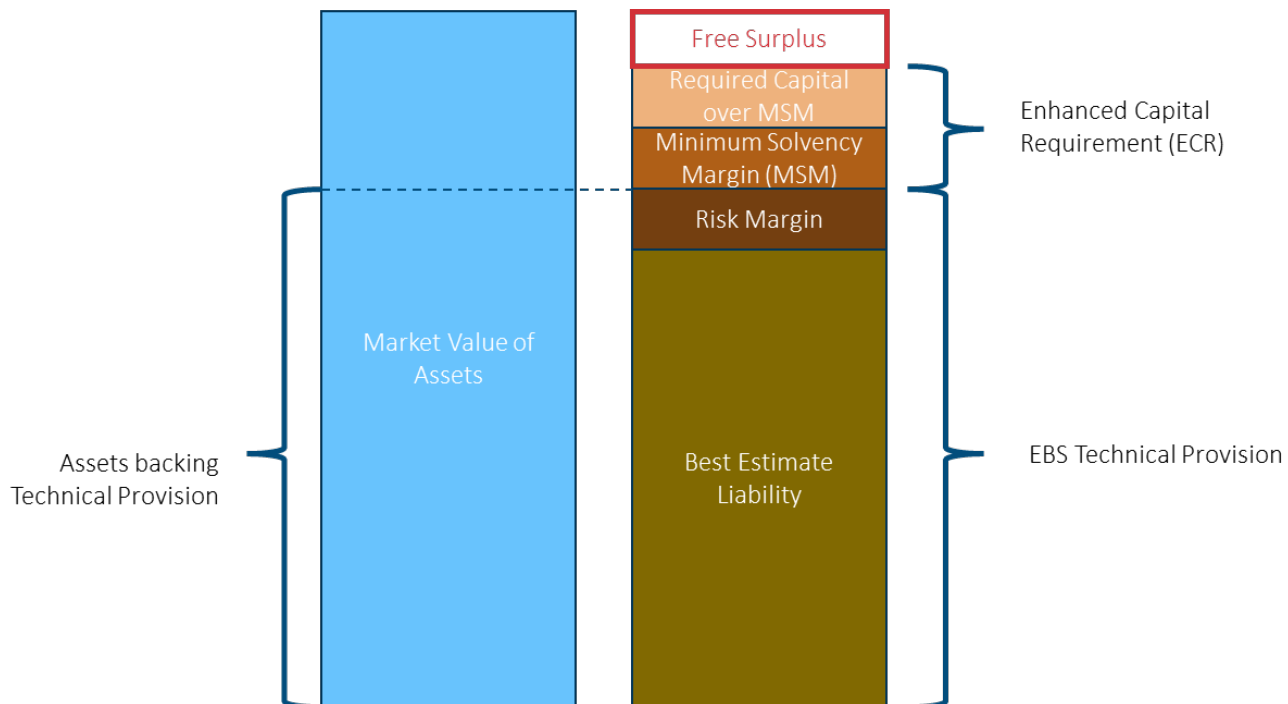 Free Surplus
Required Capital
over MSM
Minimum Solvency
Margin (MSM)
Risk Margin
Enhanced Capital
Requirement (ECR)
Market Value of
Assets
Assets backing
Technical Provision
Best Estimate
Liability
EBS Technical Provision